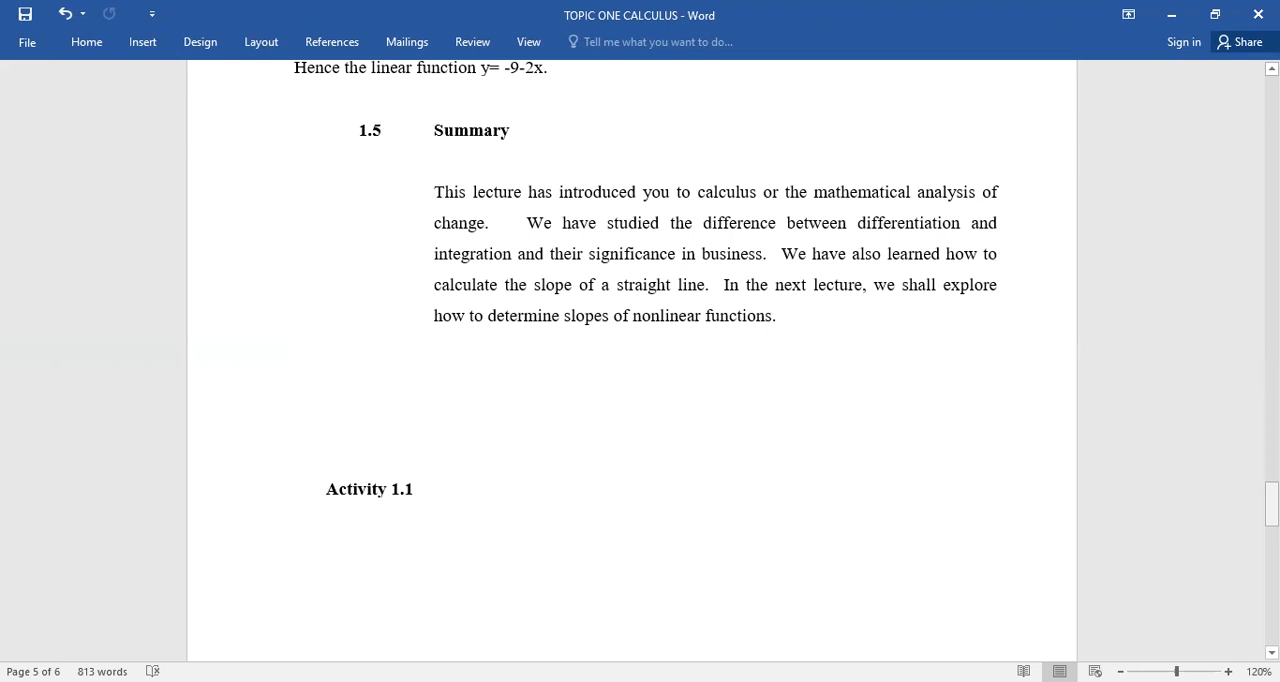 TOPIC ONE CALCULUS - Word
File Home Insert Design Layout References Mailings Review View Tell me what you want to do... Sign in Share
Hence the linear function y= -9-2x.
1.5 Summary
This lecture has introduced you to calculus or the mathematical analysis of
change. We have studied the difference between differentiation and
integration and their significance in business. We have also learned how to
calculate the slope of a straight line. In the next lecture, we shall explore
how to determine slopes of nonlinear functions.
Activity 1.1
Page 5 of 6 813 words 120%